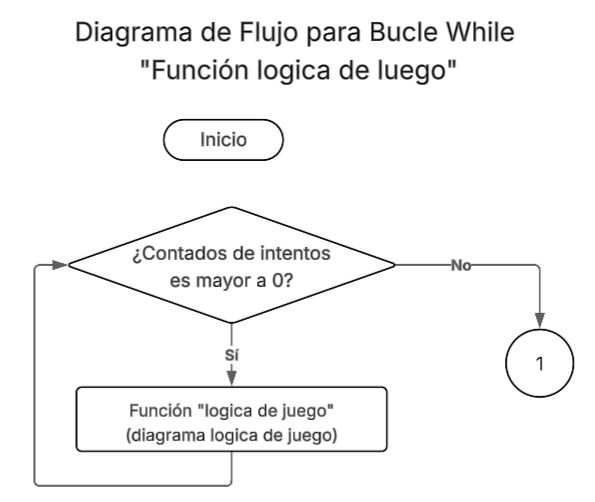 Diagrama de Flujo para Bucle While
"Función logica de luego"
Inicio
¿Contados de intentos
es mayor a 0?
No
Sí
1
Función "logica de juego"
(diagrama logica de juego)